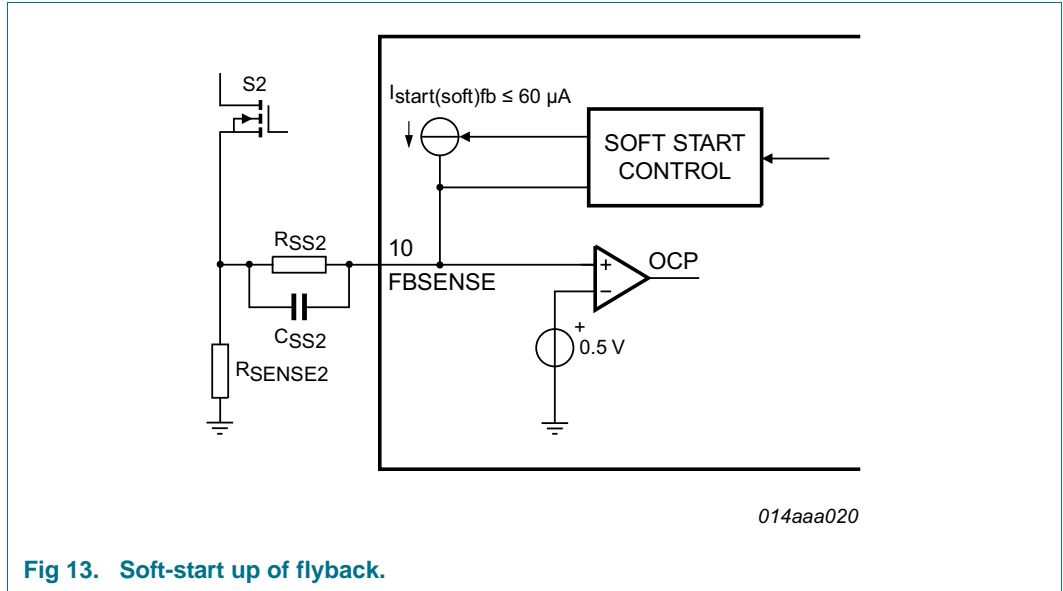 S2
Istart(soft)fb ≤ 60 μA
SOFT START
CONTROL
RSS2
10
FBSENSE
OCP
+
−
CSS2
+
0.5 V
RSENSE2
014aaa020
Fig 13. Soft-start up of flyback.